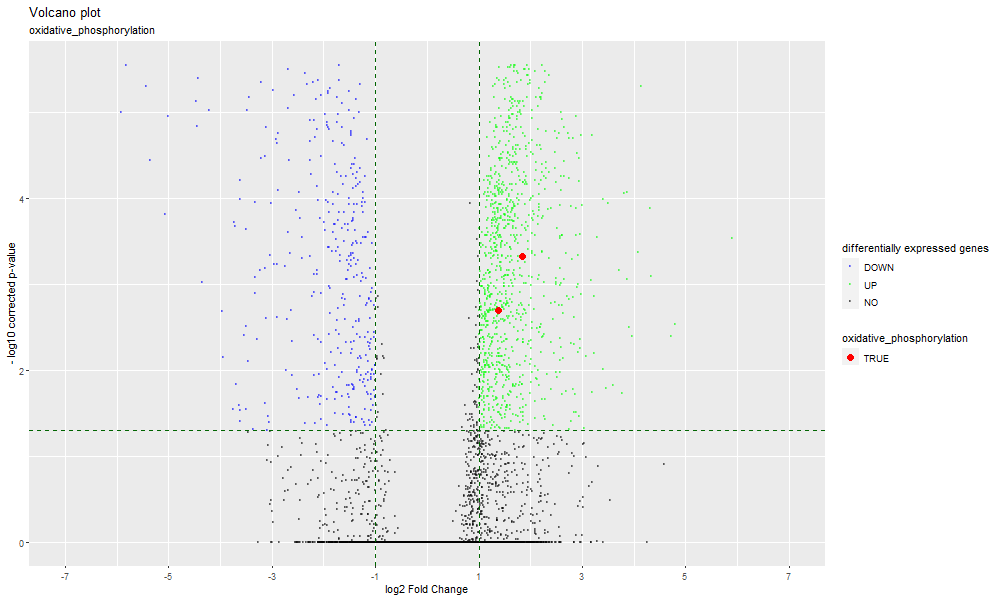 Volcano plot
oxidative_phosphorylation
- log10 corrected p-value
4
2
0
-7 -5 -3 -1 1 3 5 7
log2 Fold Change
differentially expressed genes
DOWN
UP
NO
oxidative_phosphorylation
TRUE